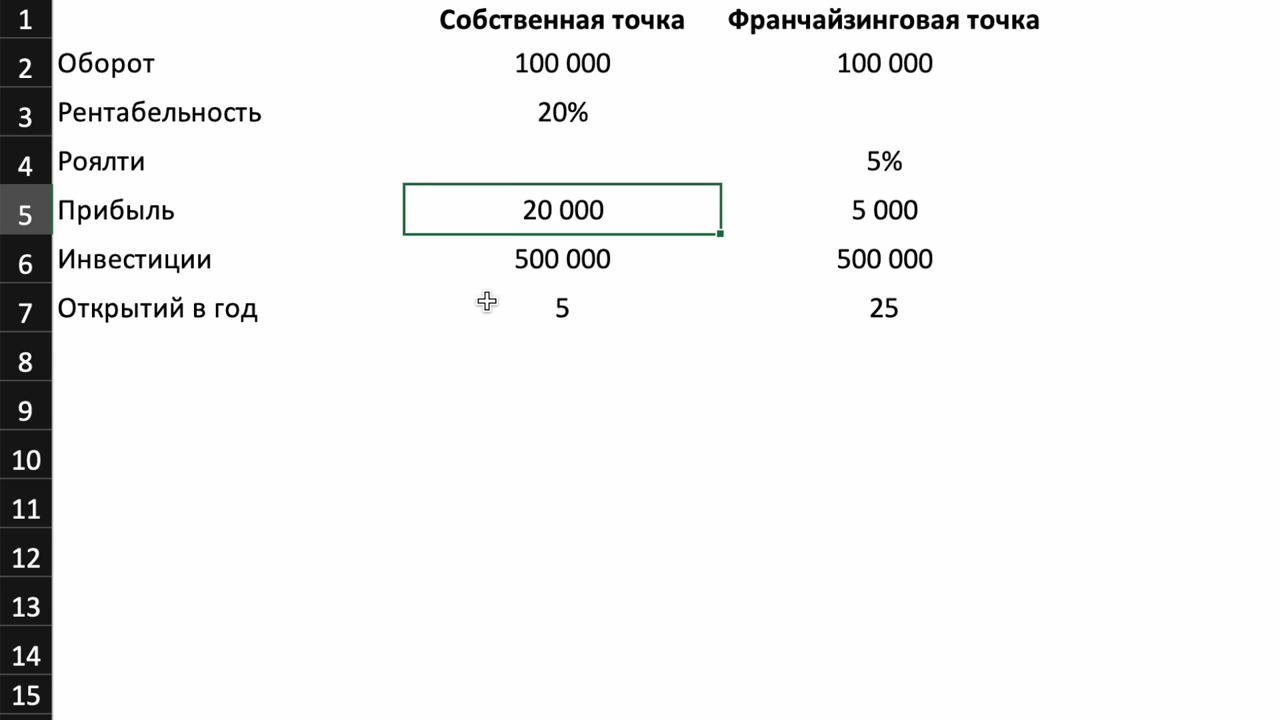 1 Собственная точка Франчайзинговая точка
2 Оборот 100 000 100 000
3 Рентабельность 20%
4 Роялти 5%
5 Прибыль 20 000 5 000
6 Инвестиции 500 000 500 000
7 Открытий в год 5 25
8
9
10
11
12
13
14
15